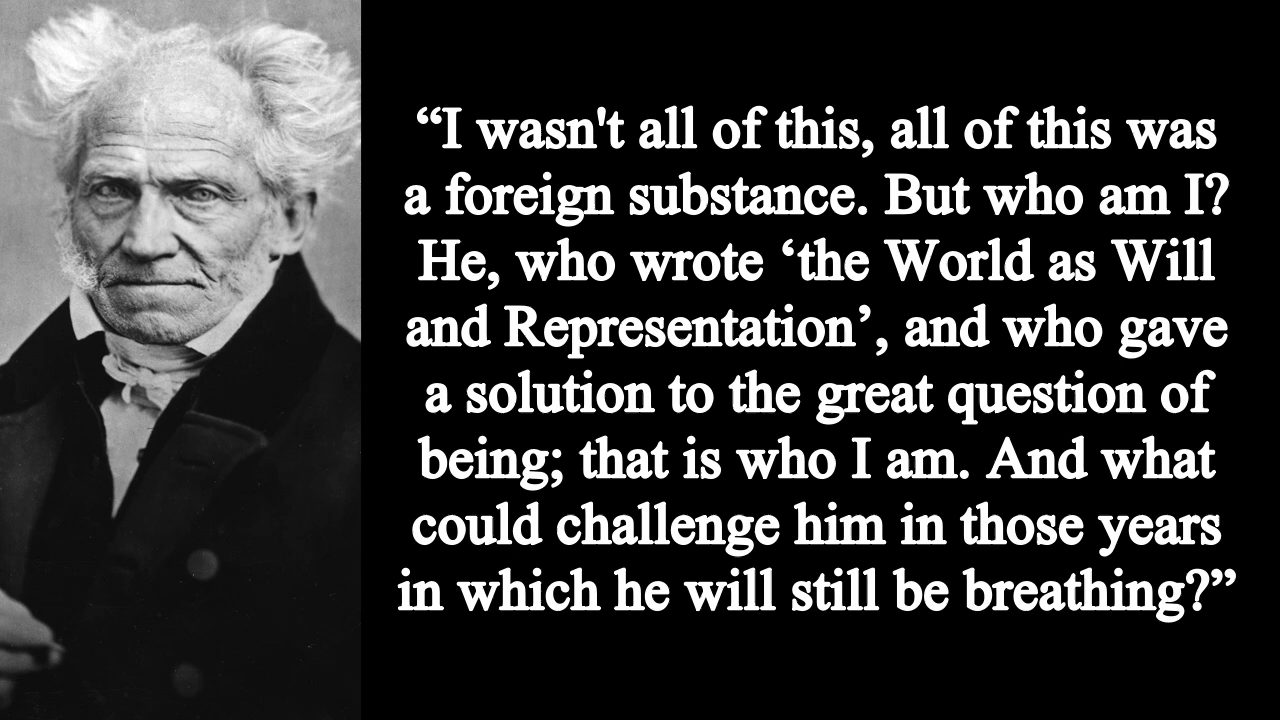 “I wasn't all of this, all of this was
a foreign substance. But who am I?
He, who wrote ‘the World as Will
and Representation’, and who gave
a solution to the great question of
being; that is who I am. And what
could challenge him in those years
in which he will still be breathing?”